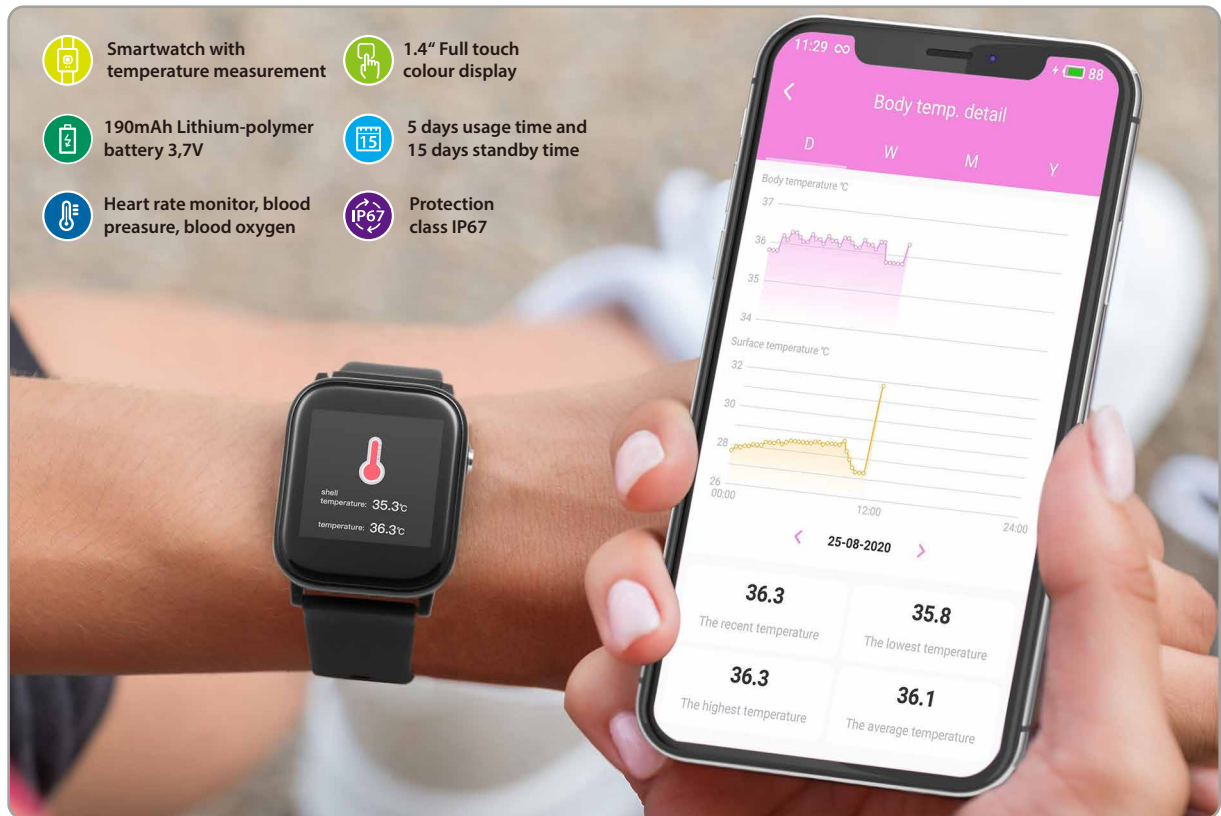 Smartwatch with
temperature measurement
1.4“ Full touch
colour display
190mAh Lithium-polymer
battery 3,7V
5 days usage time and
15 days standby time
15
Heart rate monitor, blood
preasure, blood oxygen
IP67
Protection
class IP67
shell
temperature: 35.3℃
temperature: 36.3℃
11:29
88
Body temp. detail
D W M Y
Body temperature ℃
37
36
35
34
Surface temperature ℃
32
30
28
26
00:00 12:00 24:00
25-08-2020
36.3
The recent temperature
35.8
The lowest temperature
36.3
The highest temperature
36.1
The average temperature